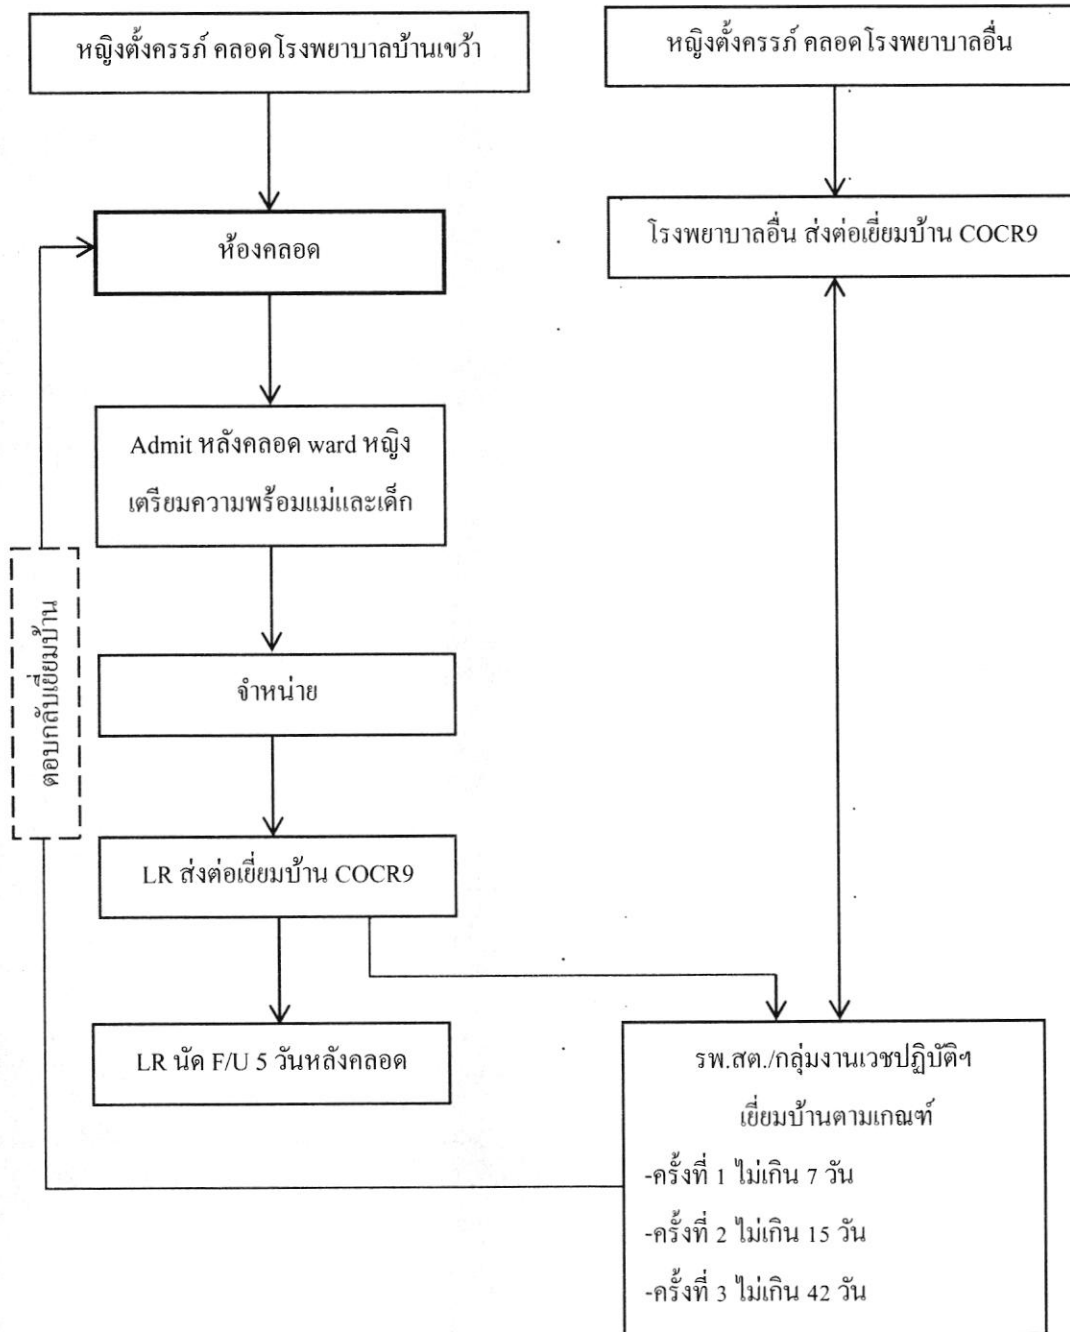 หญิงตั้งครรภ์ คลอดโรงพยาบาลบ้านเขว้า
หญิงตั้งครรภ์ คลอดโรงพยาบาลอื่น
ห้องคลอด
โรงพยาบาลอื่น ส่งต่อเยี่ยมบ้าน COCR9
Admit หลังคลอด ward หญิง
เตรียมความพร้อมแม่และเด็ก
ตอบกลับเยี่ยมบ้าน
จำหน่าย
LR ส่งต่อเยี่ยมบ้าน COCR9
LR นัด F/U 5 วันหลังคลอด
รพ.สต./กลุ่มงานเวชปฏิบัติฯ
เยี่ยมบ้านตามเกณฑ์
-ครั้งที่ 1 ไม่เกิน 7 วัน
-ครั้งที่ 2 ไม่เกิน 15 วัน
-ครั้งที่ 3 ไม่เกิน 42 วัน